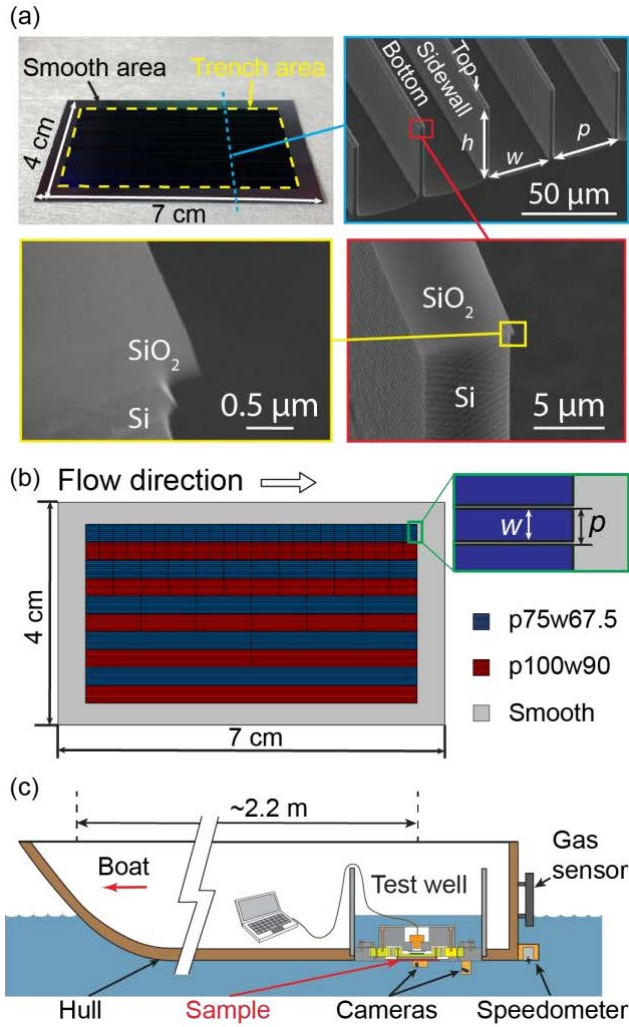 (a)
Smooth area
Trench area
4 cm
7 cm
Top
Sidewall
Bottom
h
w
p
50 μm
SiO2
Si
0.5 μm
SiO2
Si
5 μm
(b)
Flow direction
4 cm
7 cm
w
p
p75w67.5
p100w90
Smooth
(c)
~2.2 m
Boat
Test well
Gas
sensor
Hull
Sample
Cameras
Speedometer